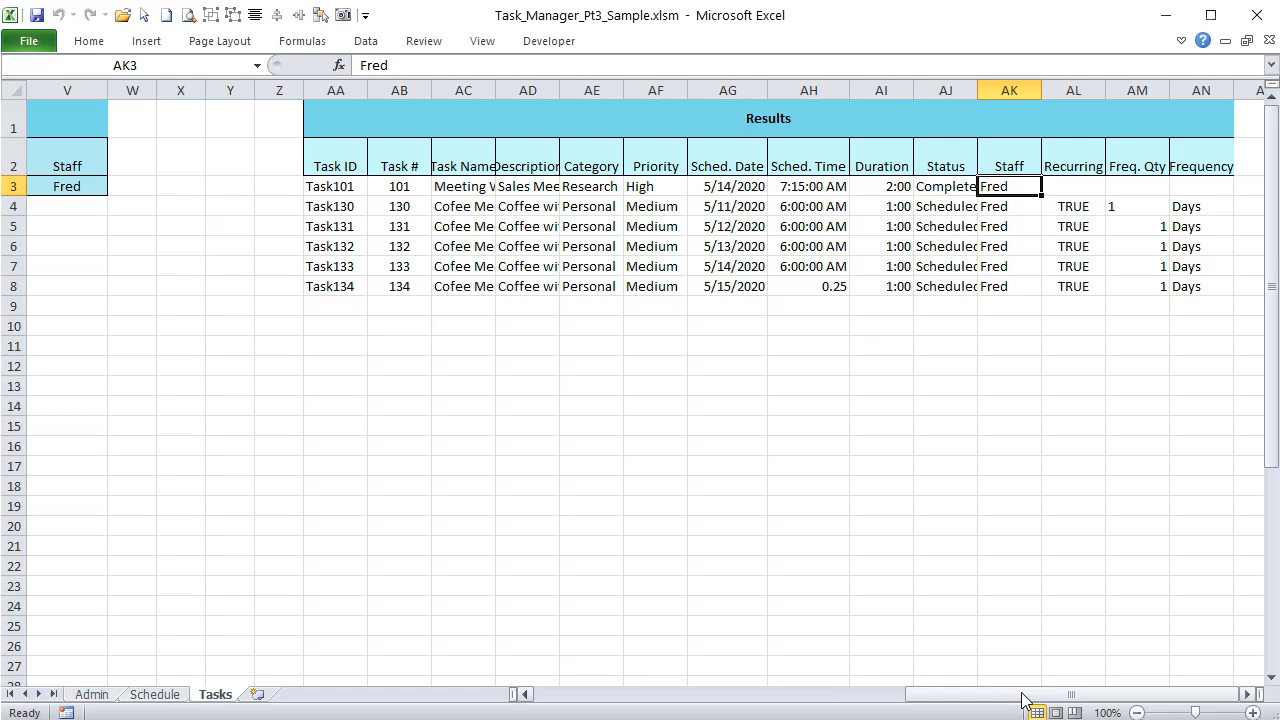 Task_Manager_Pt3_Sample.xlsm - Microsoft Excel
File Home Insert Page Layout Formulas Data Review View Developer
AK3 fx Fred
V W X Y Z AA AB AC AD AE AF AG AH AI AJ AK AL AM AN
1 Results
2 Staff Task ID Task # Task Name Description Category Priority Sched. Date Sched. Time Duration Status Staff Recurring Freq. Qty Frequency
3 Fred Task101 101 Meeting Sales Mee Research High 5/14/2020 7:15:00 AM 2:00 Complete Fred
4 Task130 130 Cofee Me Coffee wi Personal Medium 5/11/2020 6:00:00 AM 1:00 Scheduled Fred TRUE 1 Days
5 Task131 131 Cofee Me Coffee wi Personal Medium 5/12/2020 6:00:00 AM 1:00 Scheduled Fred TRUE 1 Days
6 Task132 132 Cofee Me Coffee wi Personal Medium 5/13/2020 6:00:00 AM 1:00 Scheduled Fred TRUE 1 Days
7 Task133 133 Cofee Me Coffee wi Personal Medium 5/14/2020 6:00:00 AM 1:00 Scheduled Fred TRUE 1 Days
8 Task134 134 Cofee Me Coffee wi Personal Medium 5/15/2020 0.25 1:00 Scheduled Fred TRUE 1 Days
9
10
11
12
13
14
15
16
17
18
19
20
21
22
23
24
25
26
27
Admin Schedule Tasks
Ready 100%